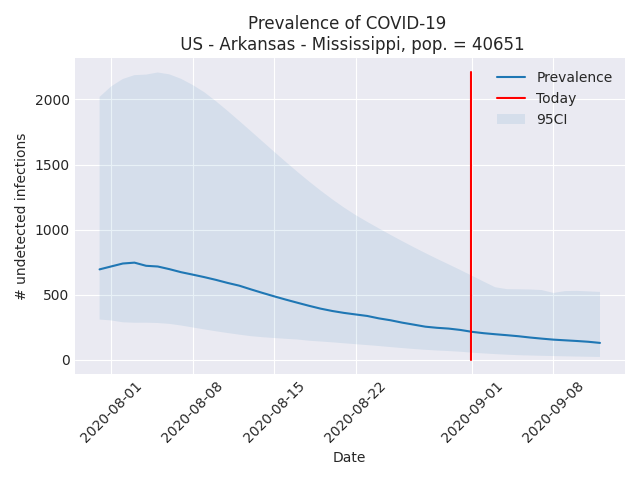 Prevalence of COVID-19
US - Arkansas - Mississippi, pop. = 40651
Prevalence
Today
95CI
# undetected infections
2000
1500
1000
500
0
2020-08-01
2020-08-08
2020-08-15
2020-08-22
2020-09-01
2020-09-08
Date